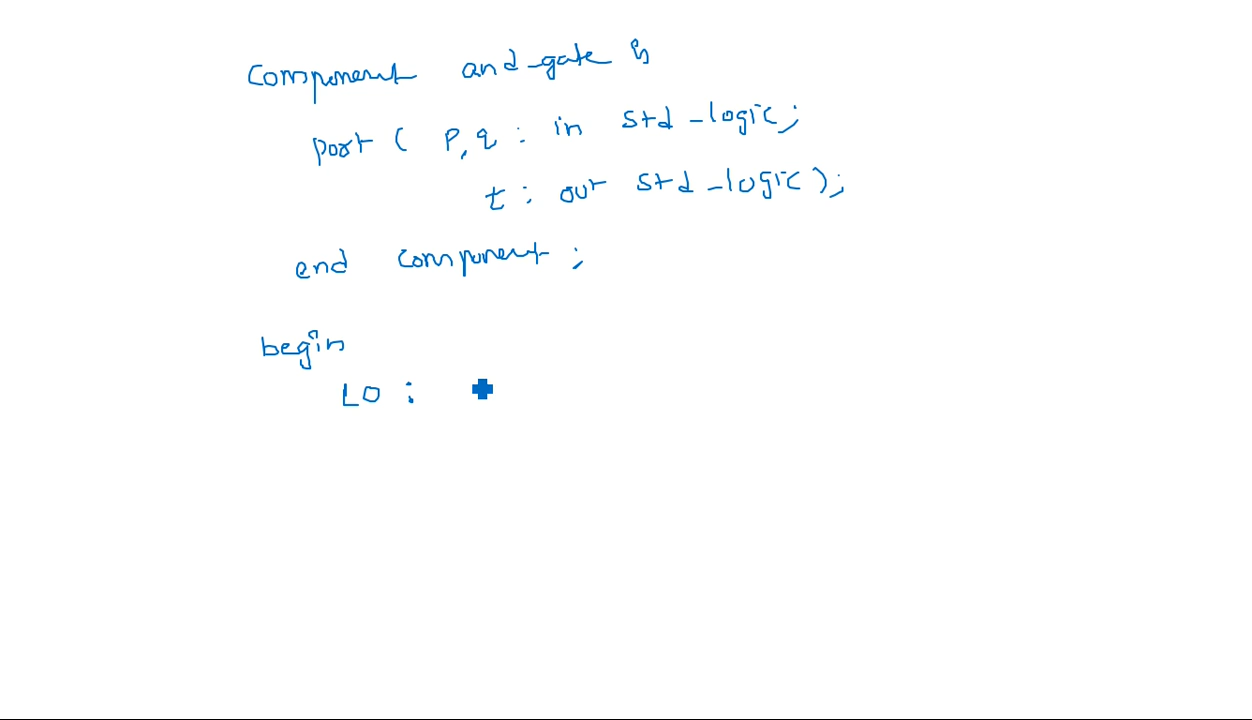 component and_gate is
port ( p, q : in std_logic;
t : out std_logic );
end component ;
begin
L0 :